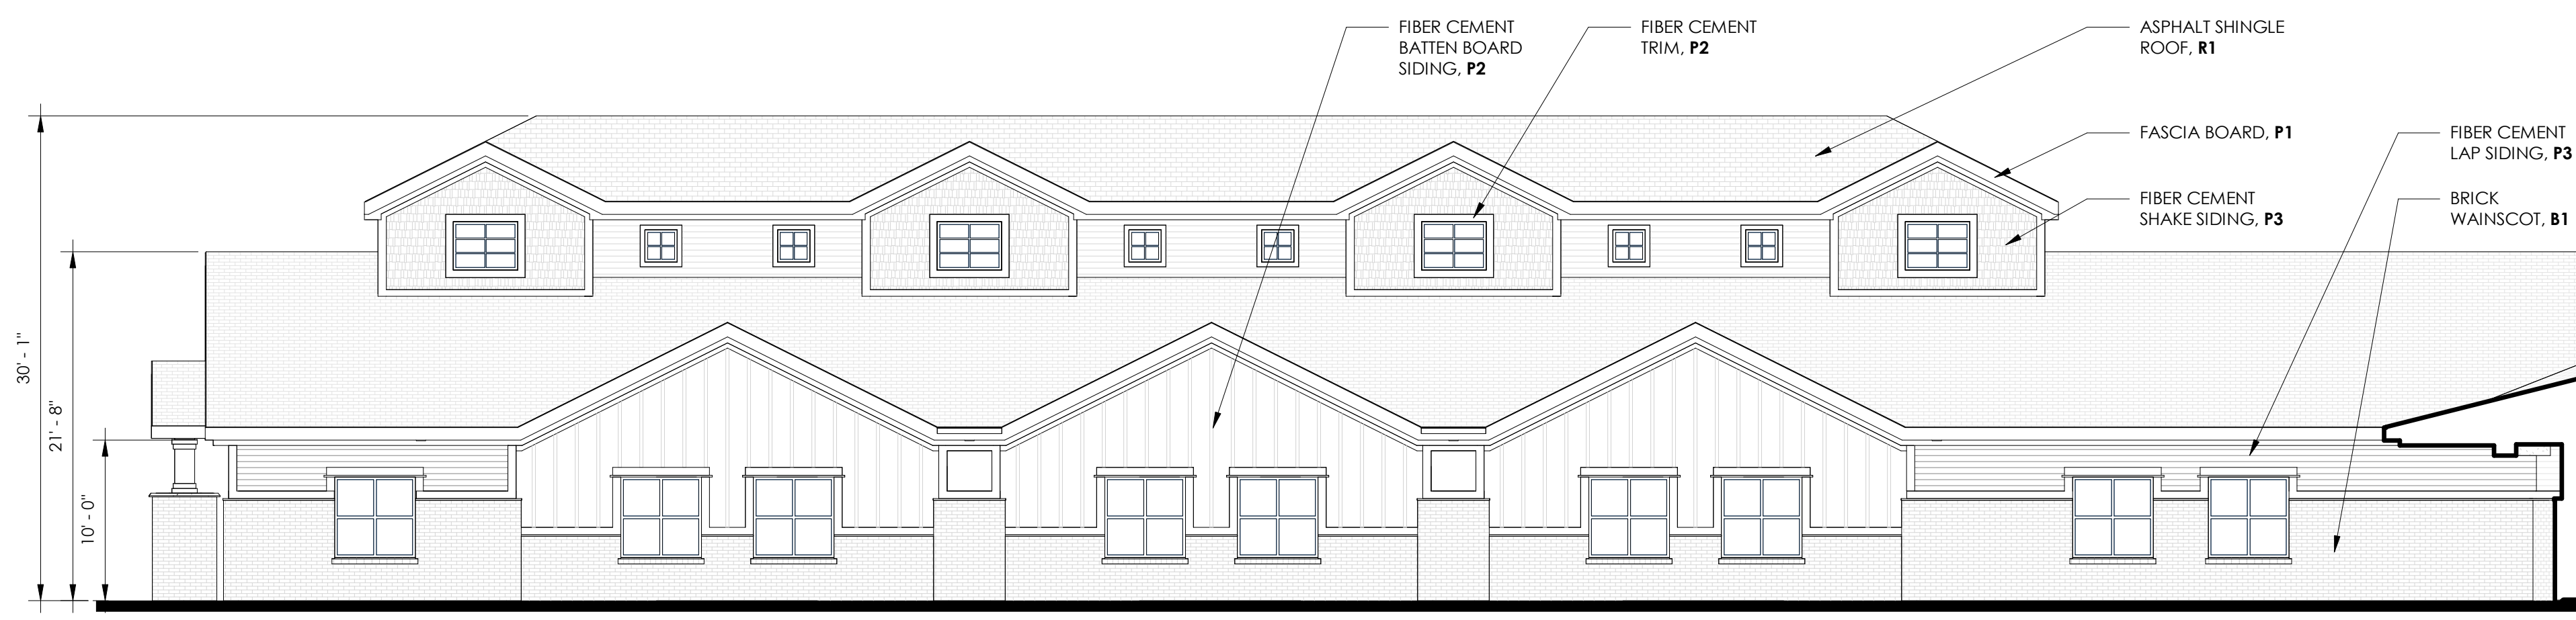 FIBER CEMENT
BATTEN BOARD
SIDING, P2
FIBER CEMENT
TRIM, P2
ASPHALT SHINGLE
ROOF, R1
FASCIA BOARD, P1
FIBER CEMENT
SHAKE SIDING, P3
FIBER CEMENT
LAP SIDING, P3
BRICK
WAINSCOT, B1
30' - 1"
21' - 8"
10' - 0"